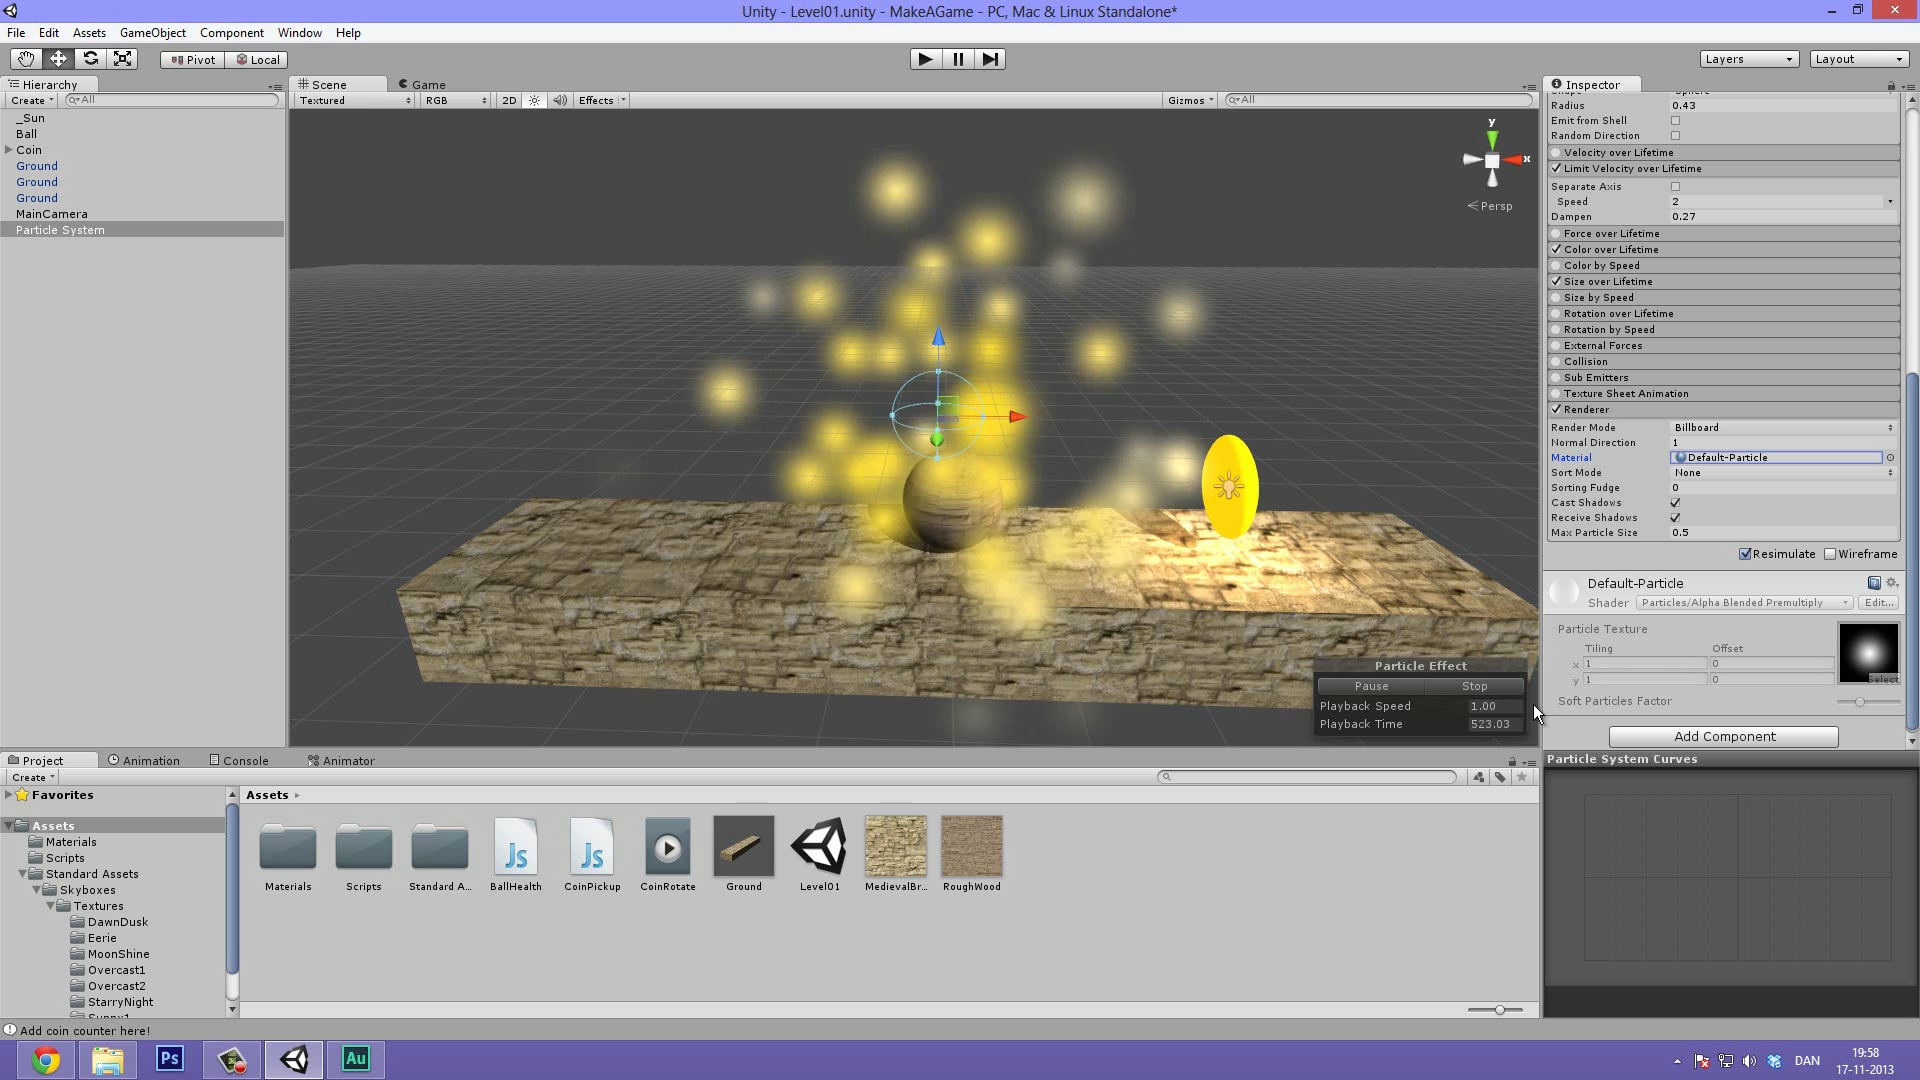 Unity - Level01.unity - MakeAGame - PC, Mac & Linux Standalone*
File Edit Assets GameObject Component Window Help
Pivot Local
Layers Layout
Hierarchy
Create All
_Sun
Ball
Coin
Ground
Ground
Ground
MainCamera
Particle System
Scene Game
Textured RGB 2D Effects Gizmos All
y
x
Persp
Particle Effect
Pause Stop
Playback Speed 1.00
Playback Time 523.03
Inspector
Radius 0.43
Emit from Shell
Random Direction
Velocity over Lifetime
Limit Velocity over Lifetime
Separate Axis
Speed 2
Dampen 0.27
Force over Lifetime
Color over Lifetime
Color by Speed
Size over Lifetime
Size by Speed
Rotation over Lifetime
Rotation by Speed
External Forces
Collision
Sub Emitters
Texture Sheet Animation
Renderer
Render Mode Billboard
Normal Direction 1
Material Default-Particle
Sort Mode None
Sorting Fudge 0
Cast Shadows
Receive Shadows
Max Particle Size 0.5
Resimulate Wireframe
Default-Particle
Shader Particles/Alpha Blended Premultiply Edit...
Particle Texture
Tiling Offset
x 1 0
y 1 0
Select
Soft Particles Factor
Add Component
Particle System Curves
Project Animation Console Animator
Create
Favorites
Assets
Materials
Scripts
Standard Assets
Skyboxes
Textures
DawnDusk
Eerie
MoonShine
Overcast1
Overcast2
StarryNight
Assets
Js Js
Materials Scripts Standard A... BallHealth CoinPickup CoinRotate Ground Level01 MedievalBr... RoughWood
Add coin counter here!
Ps Au
DAN
19:58
17-11-2013